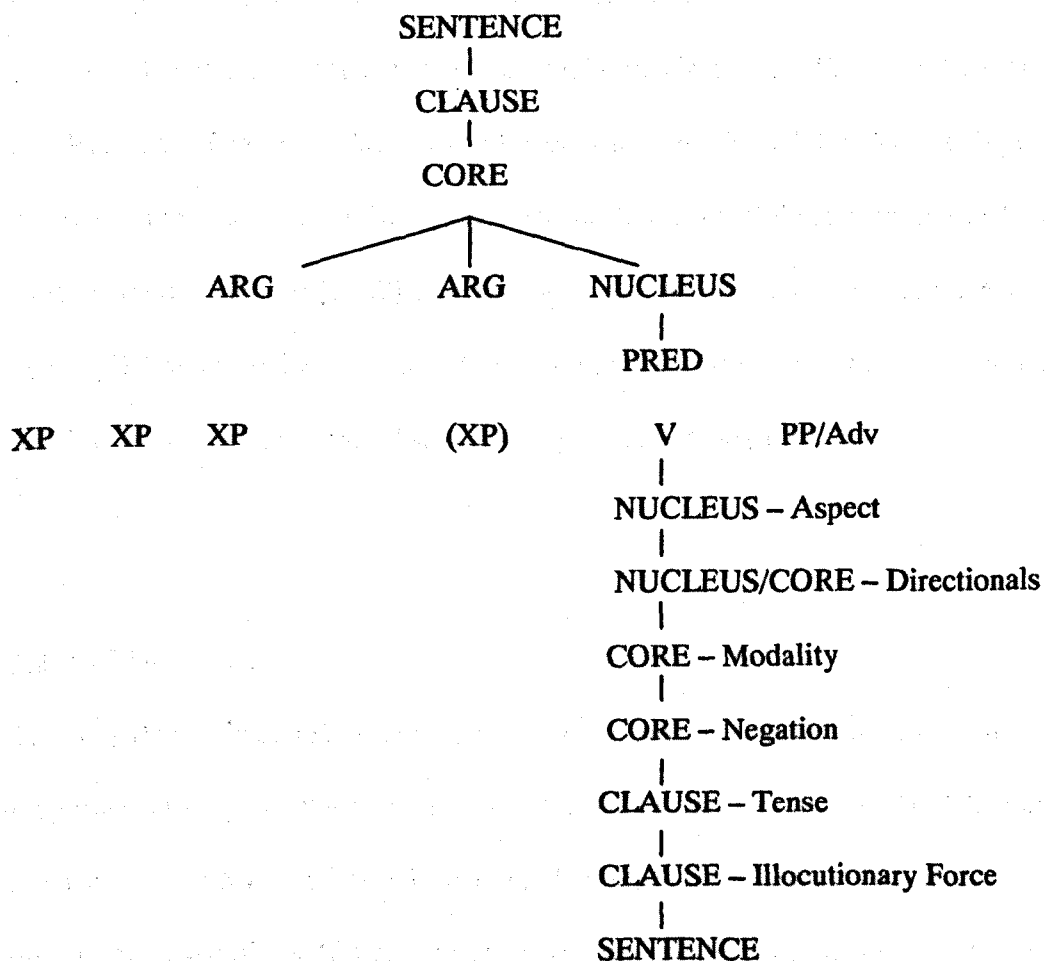 SENTENCE
CLAUSE
CORE
ARG ARG NUCLEUS
PRED
XP XP XP (XP) V PP/Adv
NUCLEUS – Aspect
NUCLEUS/CORE – Directionals
CORE – Modality
CORE – Negation
CLAUSE – Tense
CLAUSE – Illocutionary Force
SENTENCE